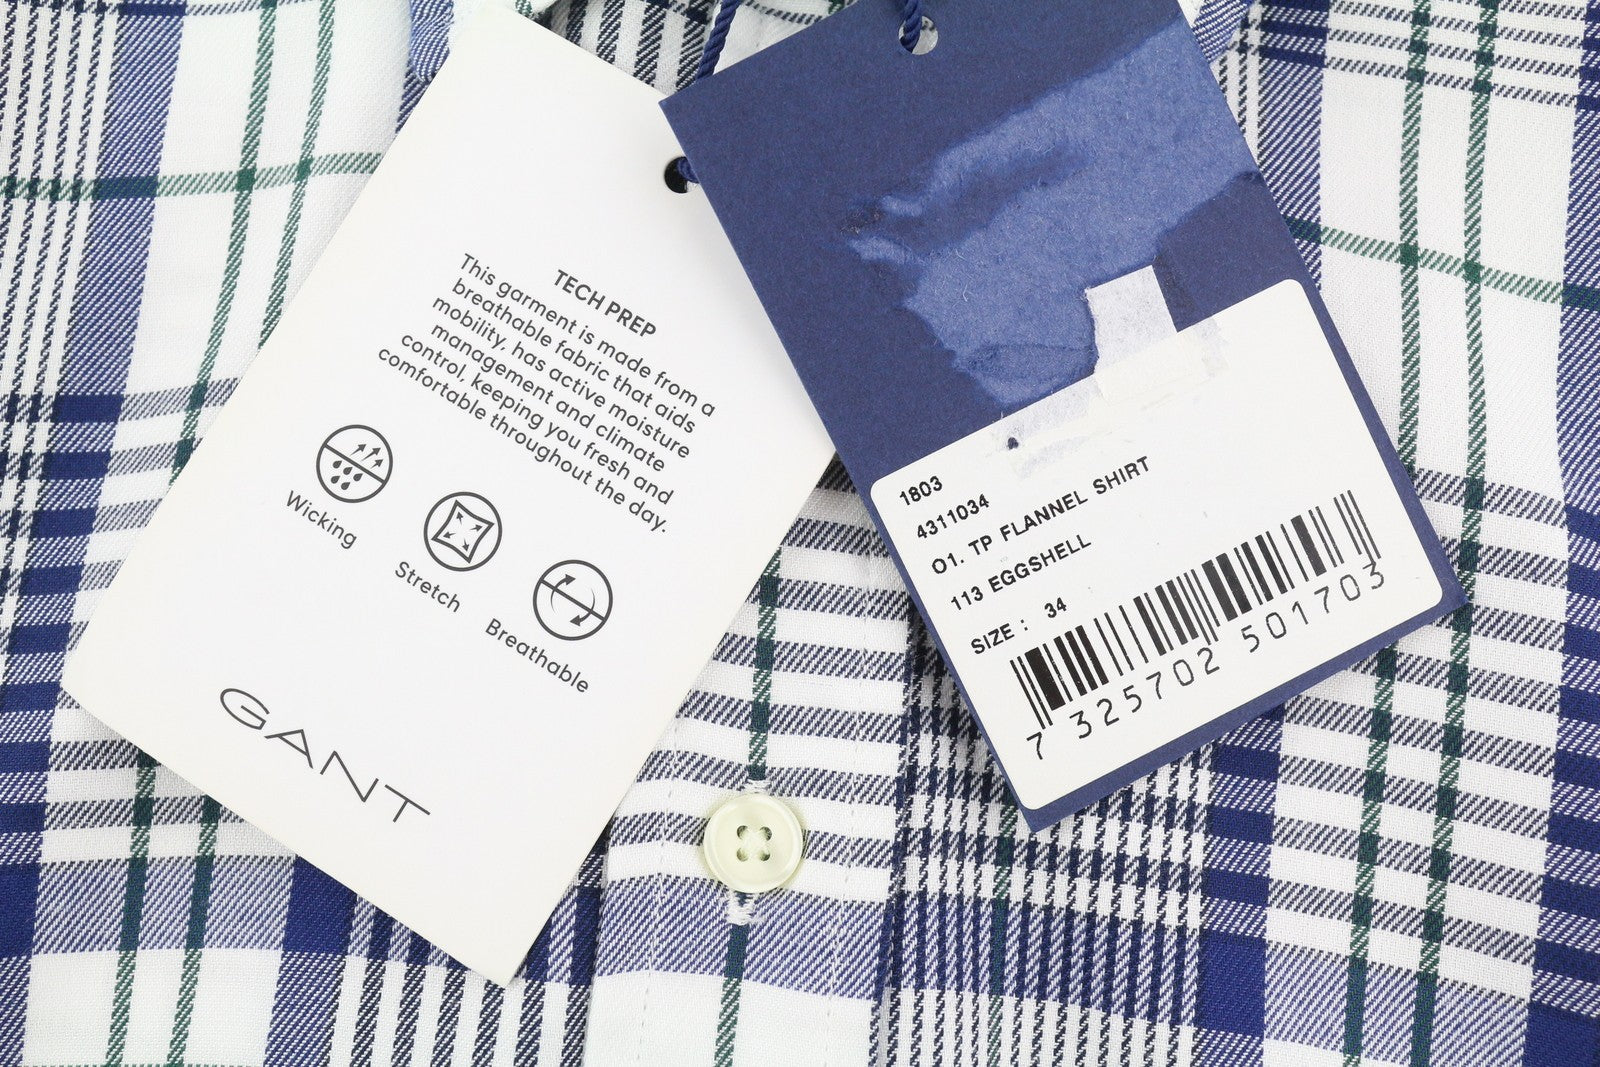 TECH PREP
This garment is made from a
breathable fabric that aids
mobility, has active moisture
management and climate
control, keeping you fresh and
comfortable throughout the day.
Wicking
Stretch
Breathable
GANT
1803
4311034
O1. TP FLANNEL SHIRT
113 EGGSHELL
SIZE : 34
7 325702 501703